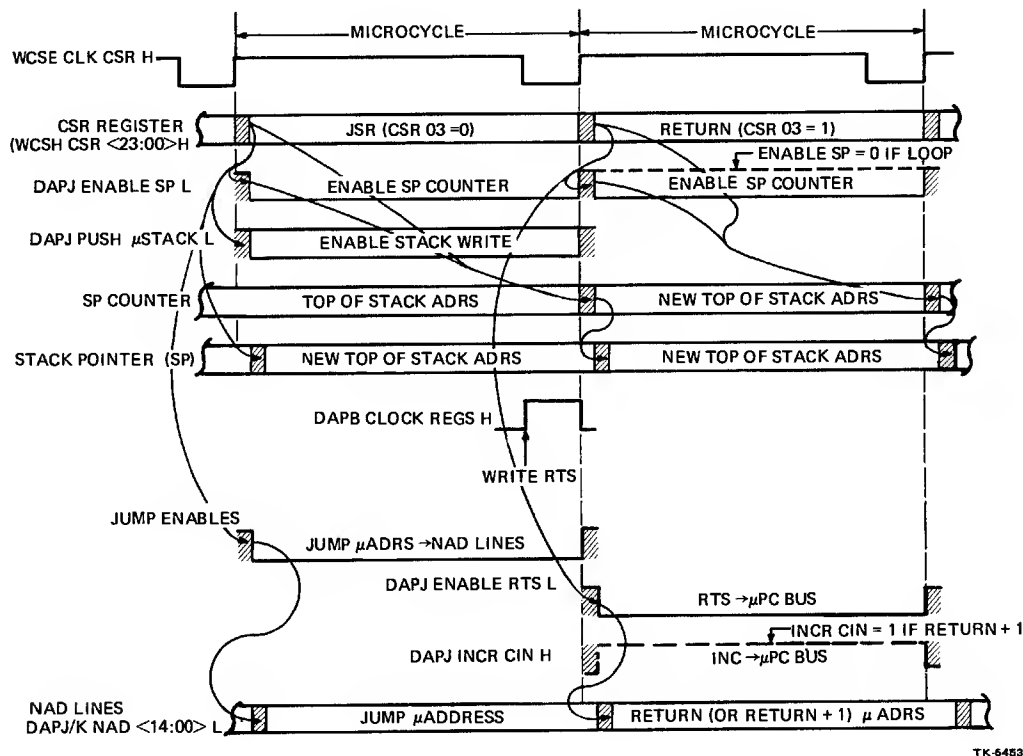 MICROCYCLE MICROCYCLE
WCSE CLK CSR H
CSR REGISTER
(WCSH CSR <23:00>H
JSR (CSR 03 =0)
RETURN (CSR 03 = 1)
ENABLE SP = 0 IF LOOP
DAPJ ENABLE SP L
ENABLE SP COUNTER
ENABLE SP COUNTER
DAPJ PUSH µSTACK L
ENABLE STACK WRITE
SP COUNTER
TOP OF STACK ADRS
NEW TOP OF STACK ADRS
STACK POINTER (SP)
NEW TOP OF STACK ADRS
NEW TOP OF STACK ADRS
DAPB CLOCK REGS H
WRITE RTS
JUMP ENABLES
JUMP µADRS →NAD LINES
DAPJ ENABLE RTS L
RTS →µPC BUS
INCR CIN = 1 IF RETURN + 1
DAPJ INCR CIN H
INC →µPC BUS
NAD LINES
DAPJ/K NAD <14:00> L
JUMP µADDRESS
RETURN (OR RETURN + 1) µ ADRS
TK-5453